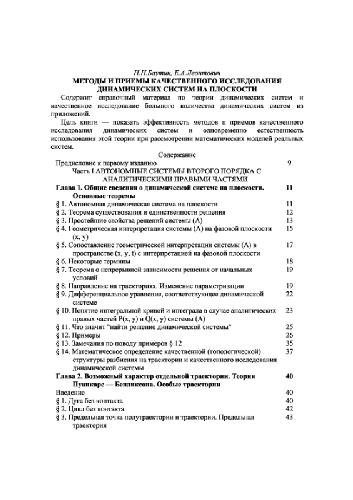 Н.Н.Баутин, Е.А.Леонтович
МЕТОДЫ И ПРИЕМЫ КАЧЕСТВЕННОГО ИССЛЕДОВАНИЯ
ДИНАМИЧЕСКИХ СИСТЕМ НА ПЛОСКОСТИ
Содержит справочный материал по теории динамических систем и
качественное исследование большого количества динамических систем из
приложений.
Цель книги — показать эффективность методов и приемов качественного
исследования динамических систем и одновременно естественность
использования этой теории при рассмотрении математических моделей реальных
систем.
Содержание
Предисловие к первому изданию 9
Часть I АВТОНОМНЫЕ СИСТЕМЫ ВТОРОГО ПОРЯДКА С
АНАЛИТИЧЕСКИМИ ПРАВЫМИ ЧАСТЯМИ
Глава 1. Общие сведения о динамической системе на плоскости. 11
Основные теоремы
§ 1. Автономная динамическая система на плоскости 11
§ 2. Теорема существования и единственности решения 12
§ 3. Простейшие свойства решений системы (А) 13
§ 4. Геометрическая интерпретация системы (А) на фазовой плоскости 15
(х, у)
§ 5. Сопоставление геометрической интерпретации системы (А) в 17
пространстве (х, у, t) с интерпретацией на фазовой плоскости
§ 6. Некоторые термины 18
§ 7. Теорема о непрерывной зависимости решения от начальных 19
условий
§ 8. Направление на траекториях. Изменение параметризации 19
§ 9. Дифференциальное уравнение, соответствующее динамической 22
системе
§ 10. Понятие интегральной кривой и интеграла в случае аналитических 23
правых частей P(x, y) и Q(x, y) системы (А)
§ 11. Что значит "найти решение динамической системы" 25
§ 12. Примеры 26
§ 13. Замечания по поводу примеров § 12 35
§ 14. Математическое определение качественной (топологической) 37
структуры разбиения на траектории и качественного исследования
динамической системы
Глава 2. Возможный характер отдельной траектории. Теория 40
Пуанкаре — Бендиксона. Особые траектории
Введение 40
§ 1. Дуга без контакта 40
§ 2. Цикл без контакта 42
§ 3. Предельная точка полутраектории и траектории. Предельная 43
траектория